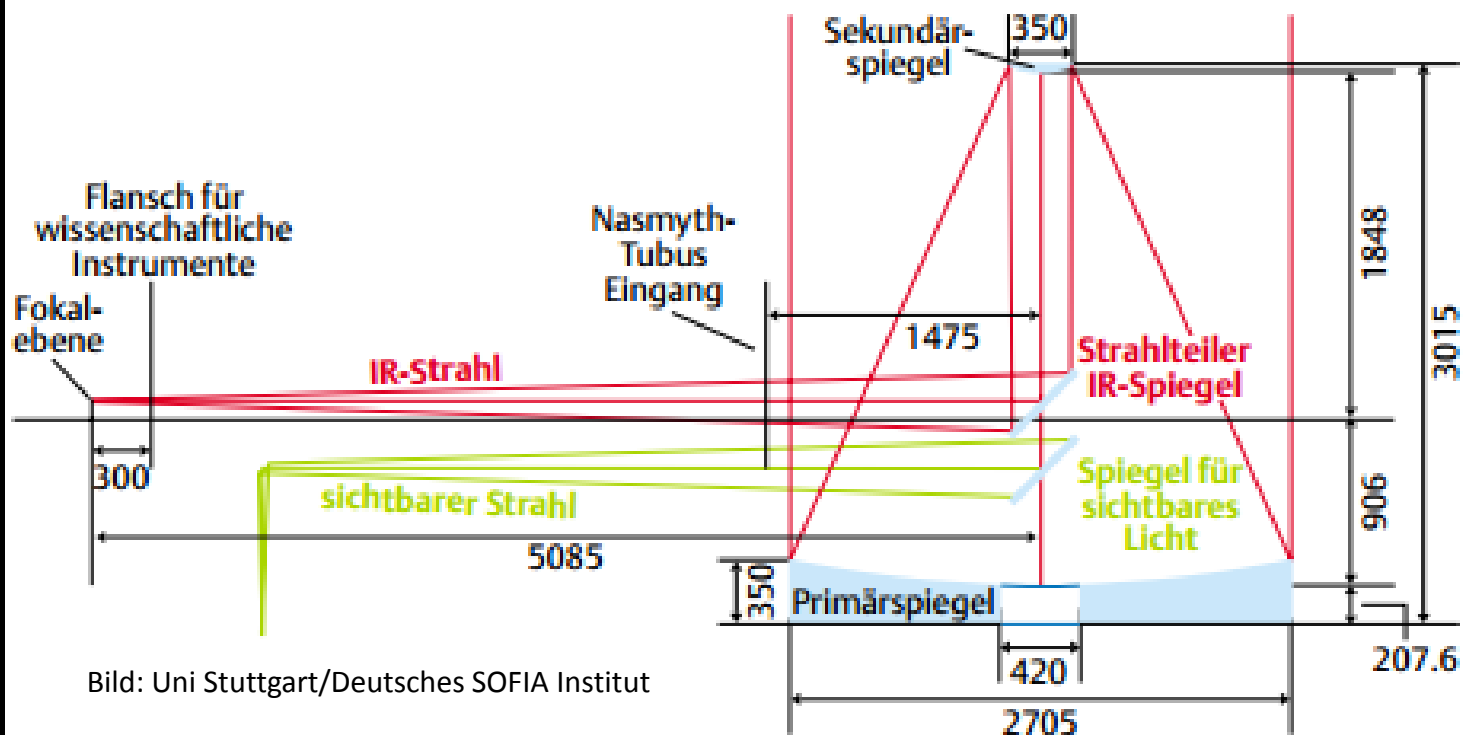 Sekundär-
spiegel
350
Flansch für
wissenschaftliche
Instrumente
Nasmyth-
Tubus
Eingang
1848
3015
Fokal-
ebene
1475
IR-Strahl
Strahlteiler
IR-Spiegel
300
sichtbarer Strahl
Spiegel für
sichtbares
Licht
906
5085
350
Primärspiegel
420
207.6
2705
Bild: Uni Stuttgart/Deutsches SOFIA Institut